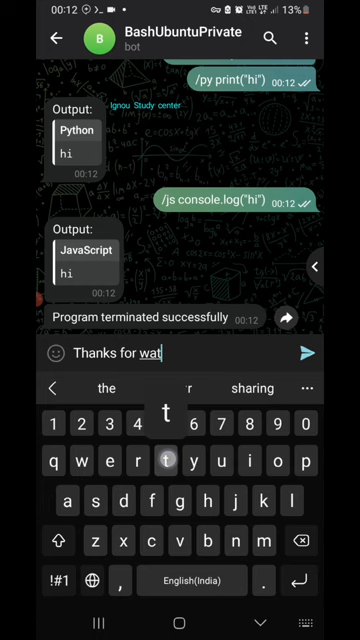 00:12
13%
BashUbuntuPrivate
B
bot
/py print("hi") 00:12
Output:
Ignou Study center
Python
hi
00:12
/js console.log("hi") 00:12
Output:
JavaScript
hi
00:12
Program terminated successfully 00:12
Thanks for wat
the
sharing
t
1 2 3 4 6 7 8 9 0
q w e r t y u i o p
a s d f g h j k l
z x c v b n m
!#1 , English(India) .